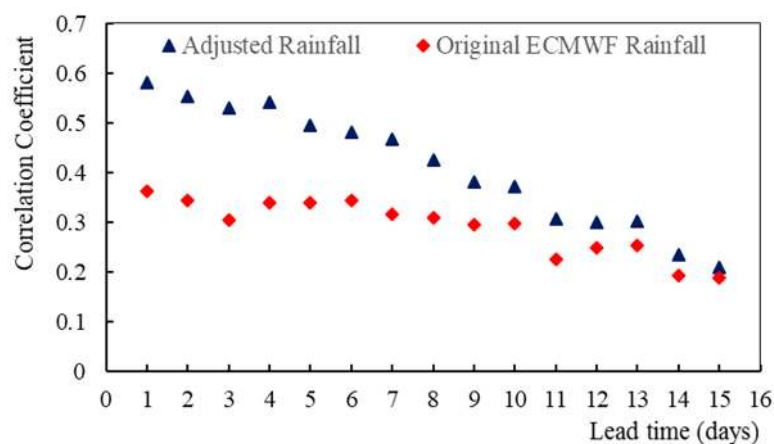 0.7
Adjusted Rainfall Original ECMWF Rainfall
0.6
0.5
0.4
0.3
0.2
0.1
0
Correlation Coefficient
0 1 2 3 4 5 6 7 8 9 10 11 12 13 14 15 16
Lead time (days)